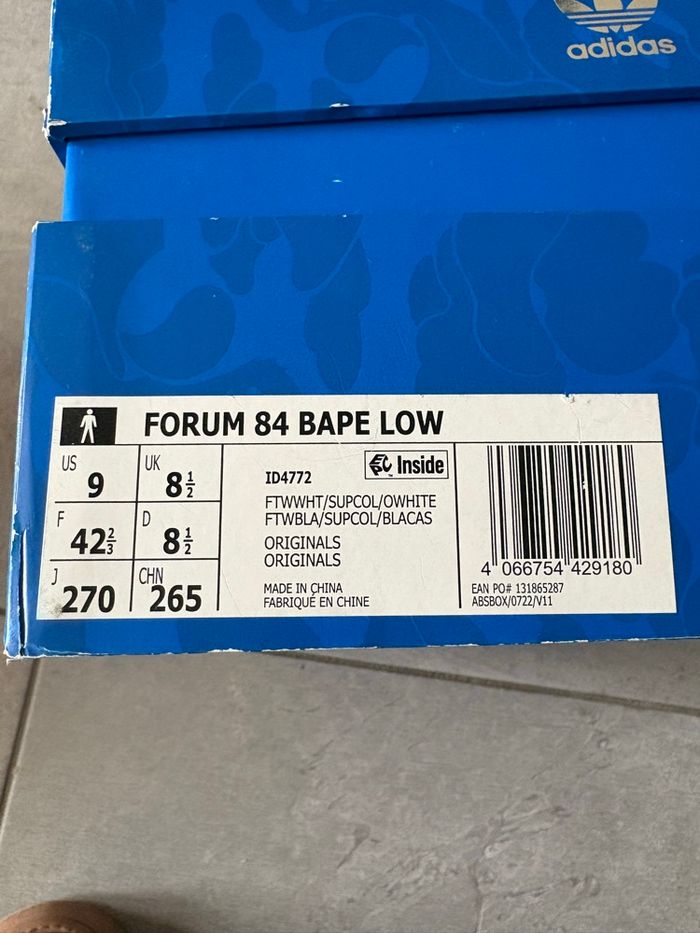 adidas
FORUM 84 BAPE LOW
US 9 UK 8½
F 42⅔ D 8½
J 270 CHN 265
ID4772
Inside
FTWWHT/SUPCOL/OWHITE
FTWBLA/SUPCOL/BLACAS
ORIGINALS
ORIGINALS
MADE IN CHINA
FABRIQUÉ EN CHINE
4 066754 429180
EAN PO# 131865287
ABSBOX/0722/V11